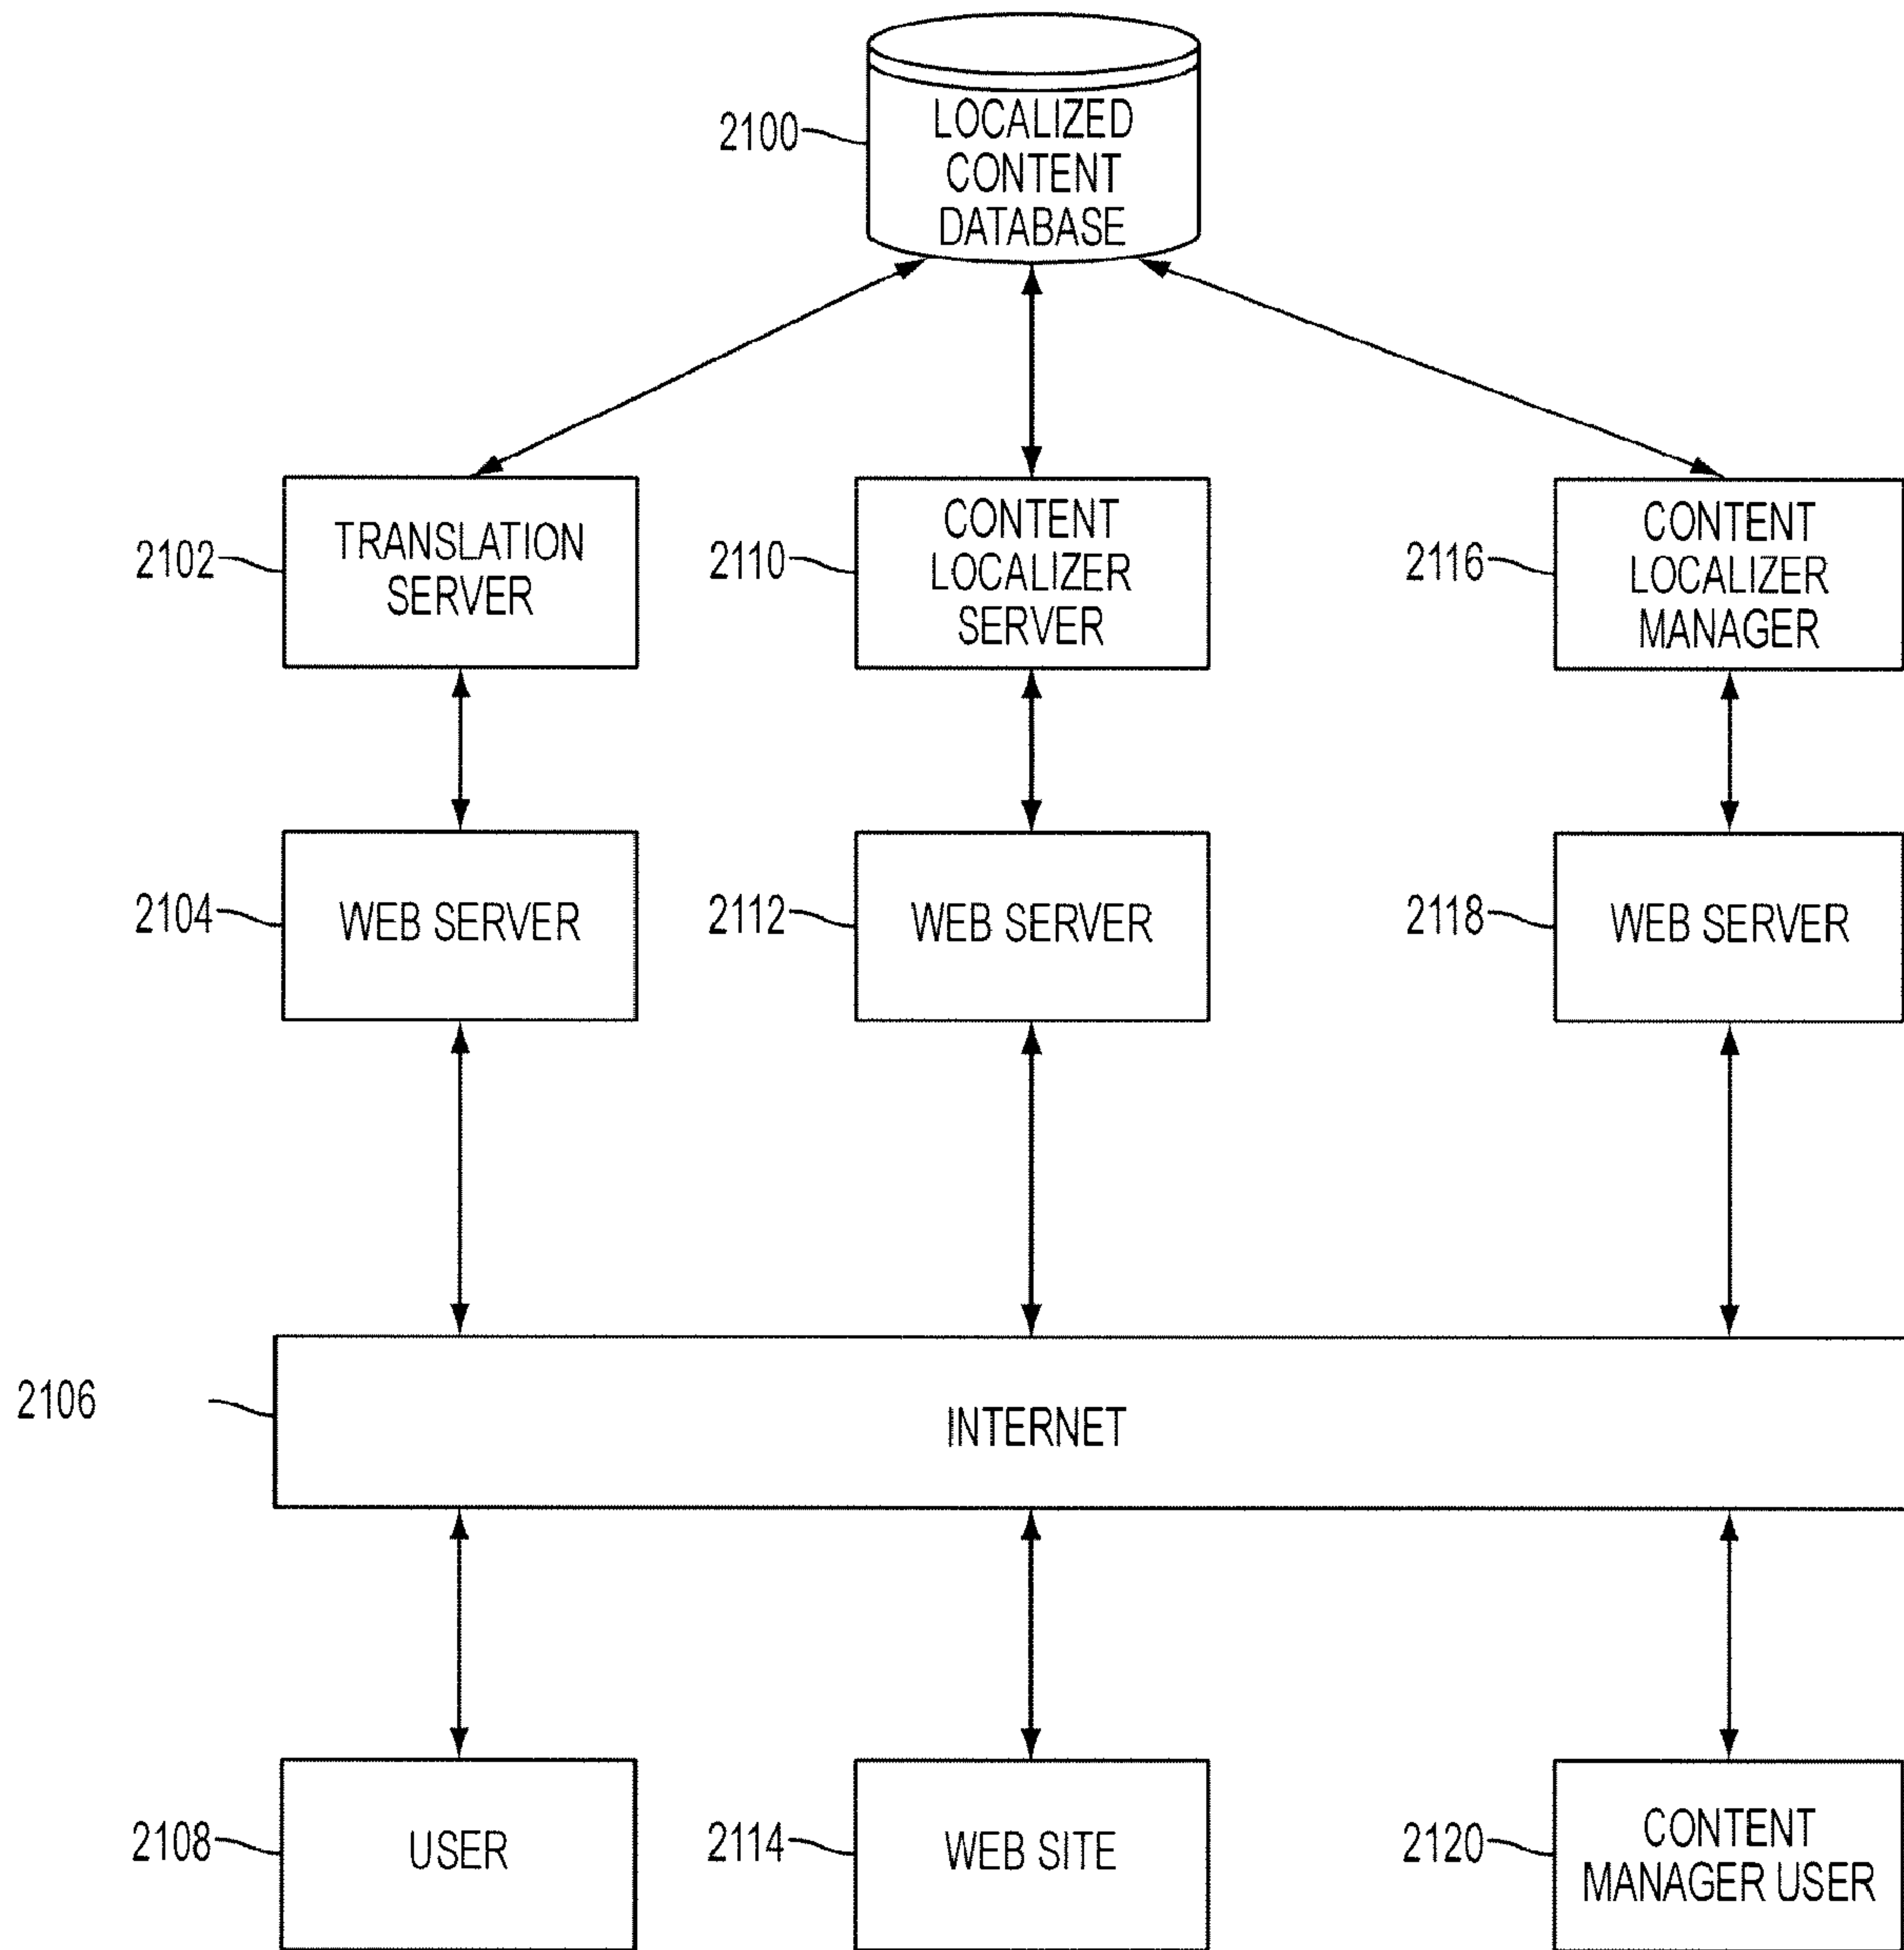 2100
LOCALIZED
CONTENT
DATABASE
2102
TRANSLATION
SERVER
2110
CONTENT
LOCALIZER
SERVER
2116
CONTENT
LOCALIZER
MANAGER
2104
WEB SERVER
2112
WEB SERVER
2118
WEB SERVER
2106
INTERNET
2108
USER
2114
WEB SITE
2120
CONTENT
MANAGER USER